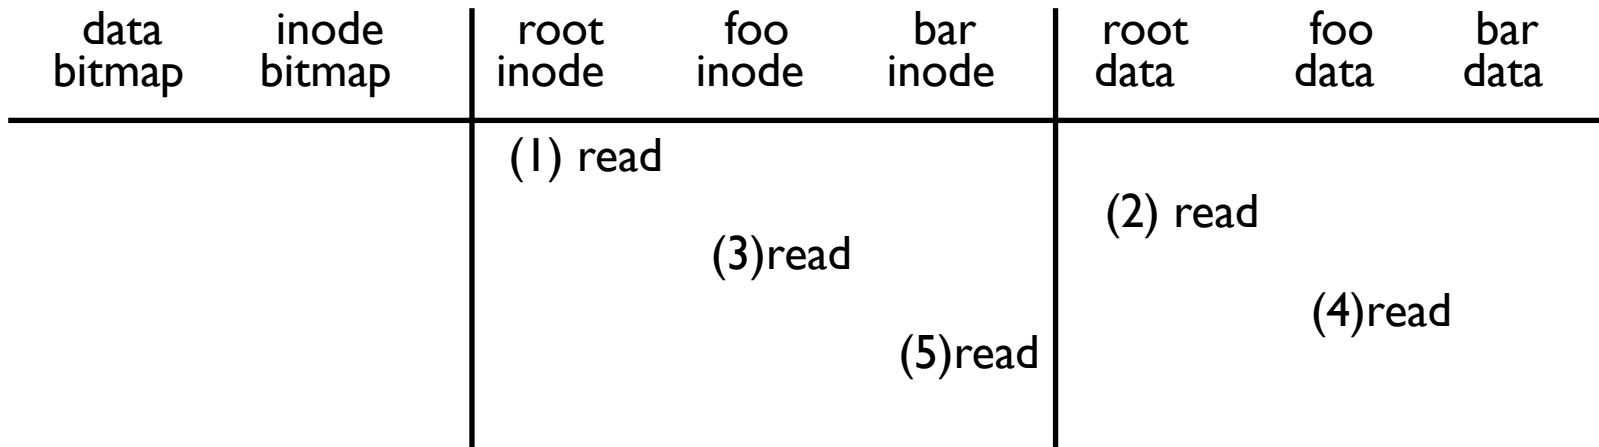 data inode root foo bar root foo bar
bitmap bitmap inode inode inode data data data
(1) read
(2) read
(3)read
(4)read
(5)read